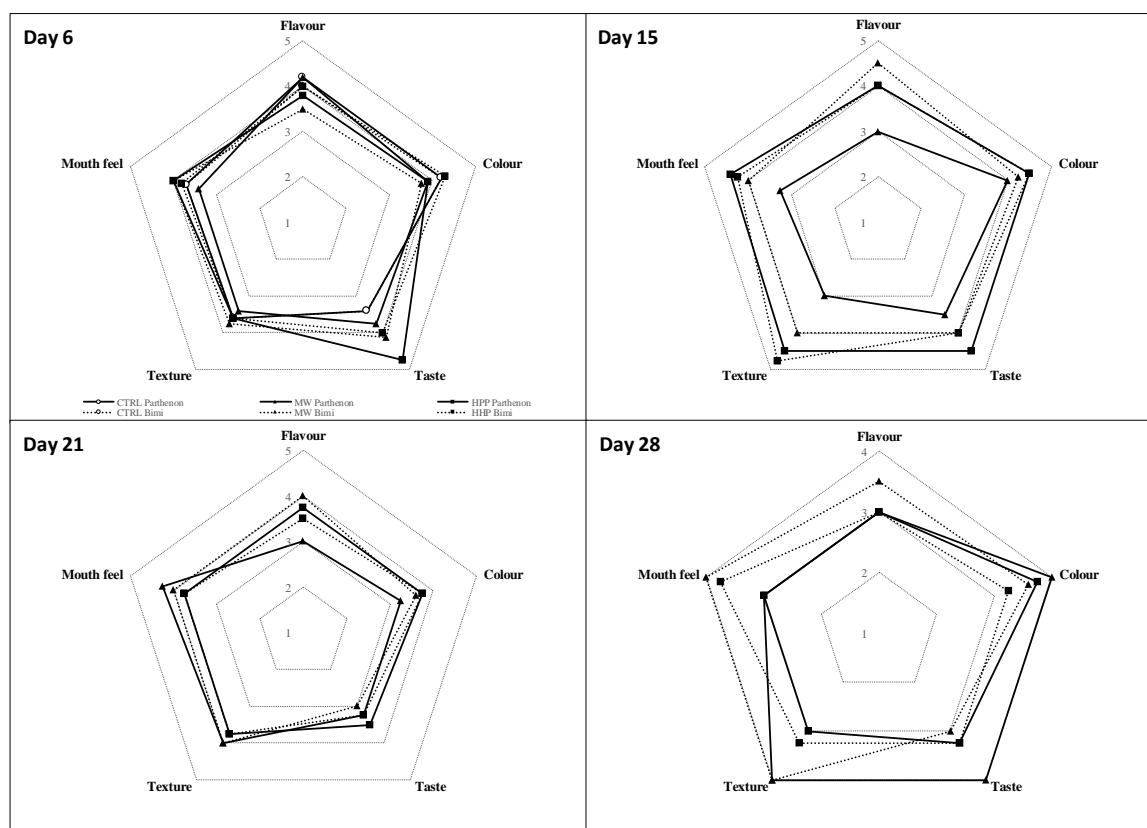 Day 6
Flavour
5
4
3
2
1
Colour
Mouth feel
Texture
Taste
CTRL Parthenon
MW Parthenon
HPP Parthenon
CTRL Bimi
MW Bimi
HHP Bimi
Day 15
Flavour
5
4
3
2
1
Colour
Mouth feel
Texture
Taste
Day 21
Flavour
5
4
3
2
1
Colour
Mouth feel
Texture
Taste
Day 28
Flavour
4
3
2
1
Colour
Mouth feel
Texture
Taste